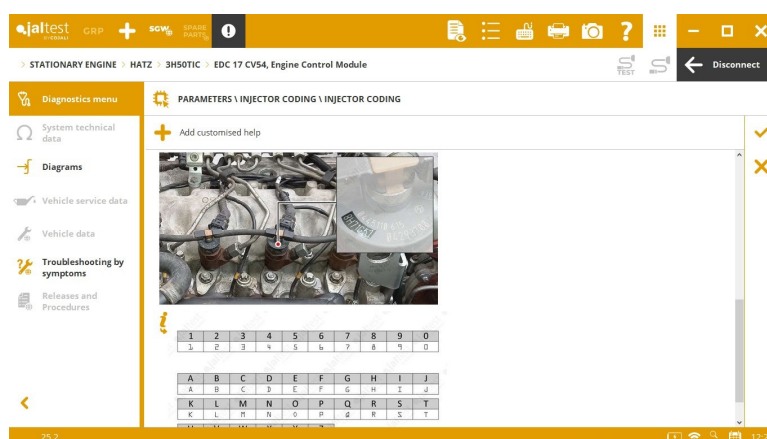 jaltest GRP SGW SPARE PARTS
BY COJALI
STATIONARY ENGINE > HATZ > 3H50TIC > EDC 17 CV54, Engine Control Module
TEST
Disconnect
Diagnostics menu
PARAMETERS \ INJECTOR CODING \ INJECTOR CODING
System technical data
Add customised help
Diagrams
Vehicle service data
Vehicle data
Troubleshooting by symptoms
Releases and Procedures
1 2 3 4 5 6 7 8 9 0
1 2 3 4 5 6 7 8 9 0
A B C D E F G H I J
A B C D E F G H I J
K L M N O P Q R S T
K L M N O P Q R S T
25.2